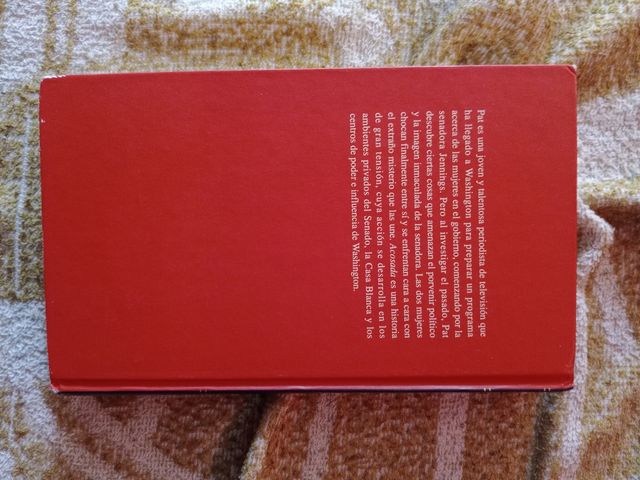 Pat es una joven y talentosa periodista de televisión que
ha llegado a Washington para preparar un programa
acerca de las mujeres en el gobierno, comenzando por la
senadora Jennings. Pero al investigar el pasado, Pat
descubre ciertas cosas que amenazan el porvenir político
y la imagen inmaculada de la senadora. Las dos mujeres
chocan finalmente entre sí y se enfrentan cara a cara con
el extraño misterio que las une. Acosada es una historia
de gran tensión, cuya acción se desarrolla en los
ambientes privados del Senado, la Casa Blanca y los
centros de poder e influencia de Washington.